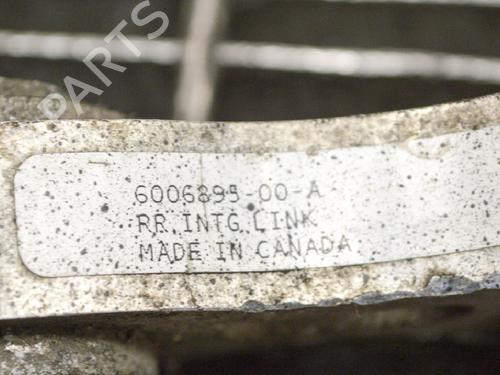 B PARTS
6006895-00-A
RR.INTG.LINK
MADE IN CANADA